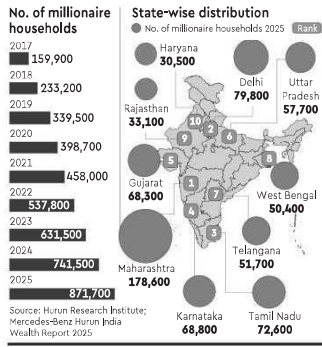 No. of millionaire
households
2017
159,900
2018
233,200
2019
339,500
2020
398,700
2021
458,000
2022
537,800
2023
631,500
2024
741,500
2025
871,700
Source: Hurun Research Institute;
Mercedes-Benz Hurun India
Wealth Report 2025
State-wise distribution
No. of millionaire households 2025 Rank
Haryana
30,500
Delhi
79,800
Uttar
Pradesh
57,700
Rajasthan
33,100
10
2
9
6
5
8
Gujarat
68,300
1
7
West Bengal
50,400
4
3
Maharashtra
178,600
Telangana
51,700
Karnataka
68,800
Tamil Nadu
72,600